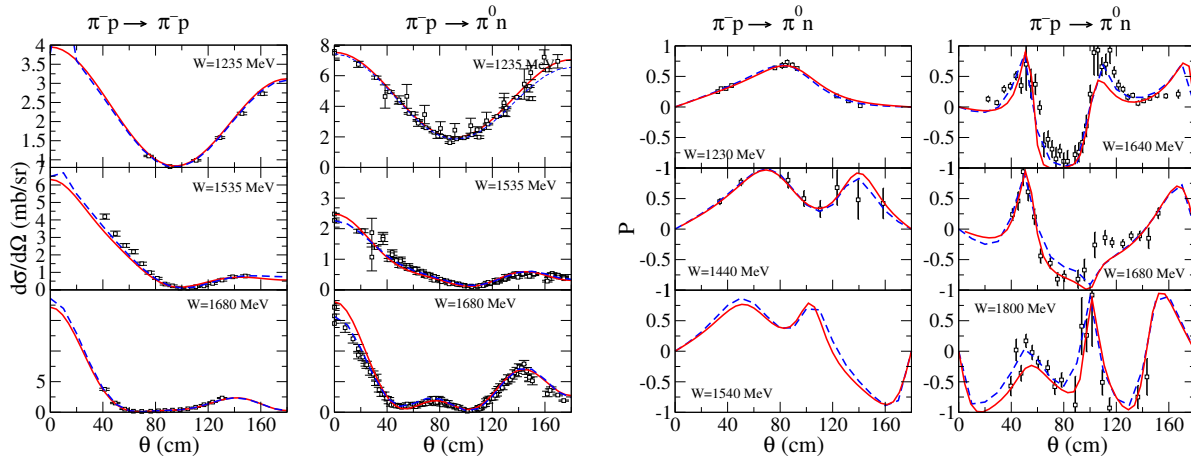 π⁻p → π⁻p
π⁻p → π⁰n
π⁻p → π⁰n
π⁻p → π⁰n
dσ/dΩ (mb/sr)
4
3.5
3
2.5
2
1.5
1
W=1235 MeV
8
6
4
2
0
W=1235 MeV
7
6
5
4
3
2
1
0
W=1535 MeV
4
2
0
W=1535 MeV
5
0
W=1680 MeV
W=1680 MeV
0 40 80 120 160
θ (cm)
0 40 80 120 160
θ (cm)
P
1
0.5
0
-0.5
W=1230 MeV
1
0.5
0
-0.5
W=1640 MeV
-1
0.5
0
-0.5
W=1440 MeV
-1
0.5
0
-0.5
W=1680 MeV
-1
0.5
0
-0.5
-1
W=1540 MeV
-1
0.5
0
-0.5
-1
W=1800 MeV
0 40 80 120 160
θ (cm)
0 40 80 120 160
θ (cm)